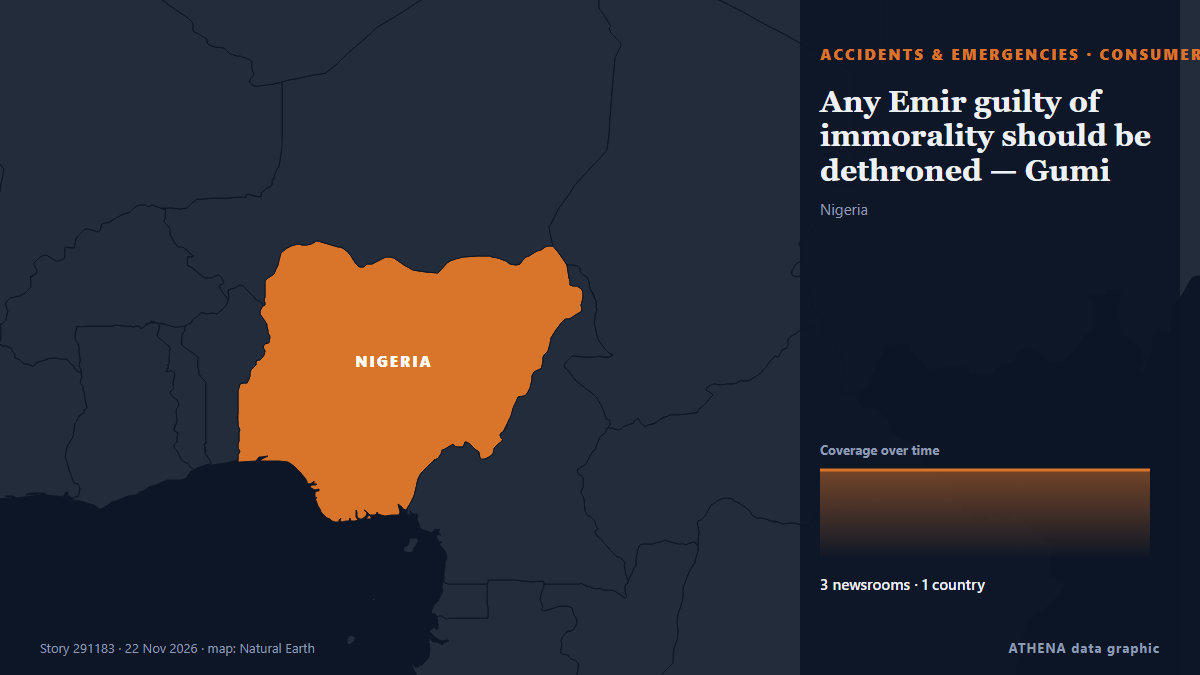 ACCIDENTS & EMERGENCIES · CONSUMER
Any Emir guilty of
immorality should be
dethroned — Gumi
Nigeria
NIGERIA
Coverage over time
3 newsrooms · 1 country
Story 291183 · 22 Nov 2026 · map: Natural Earth
ATHENA data graphic